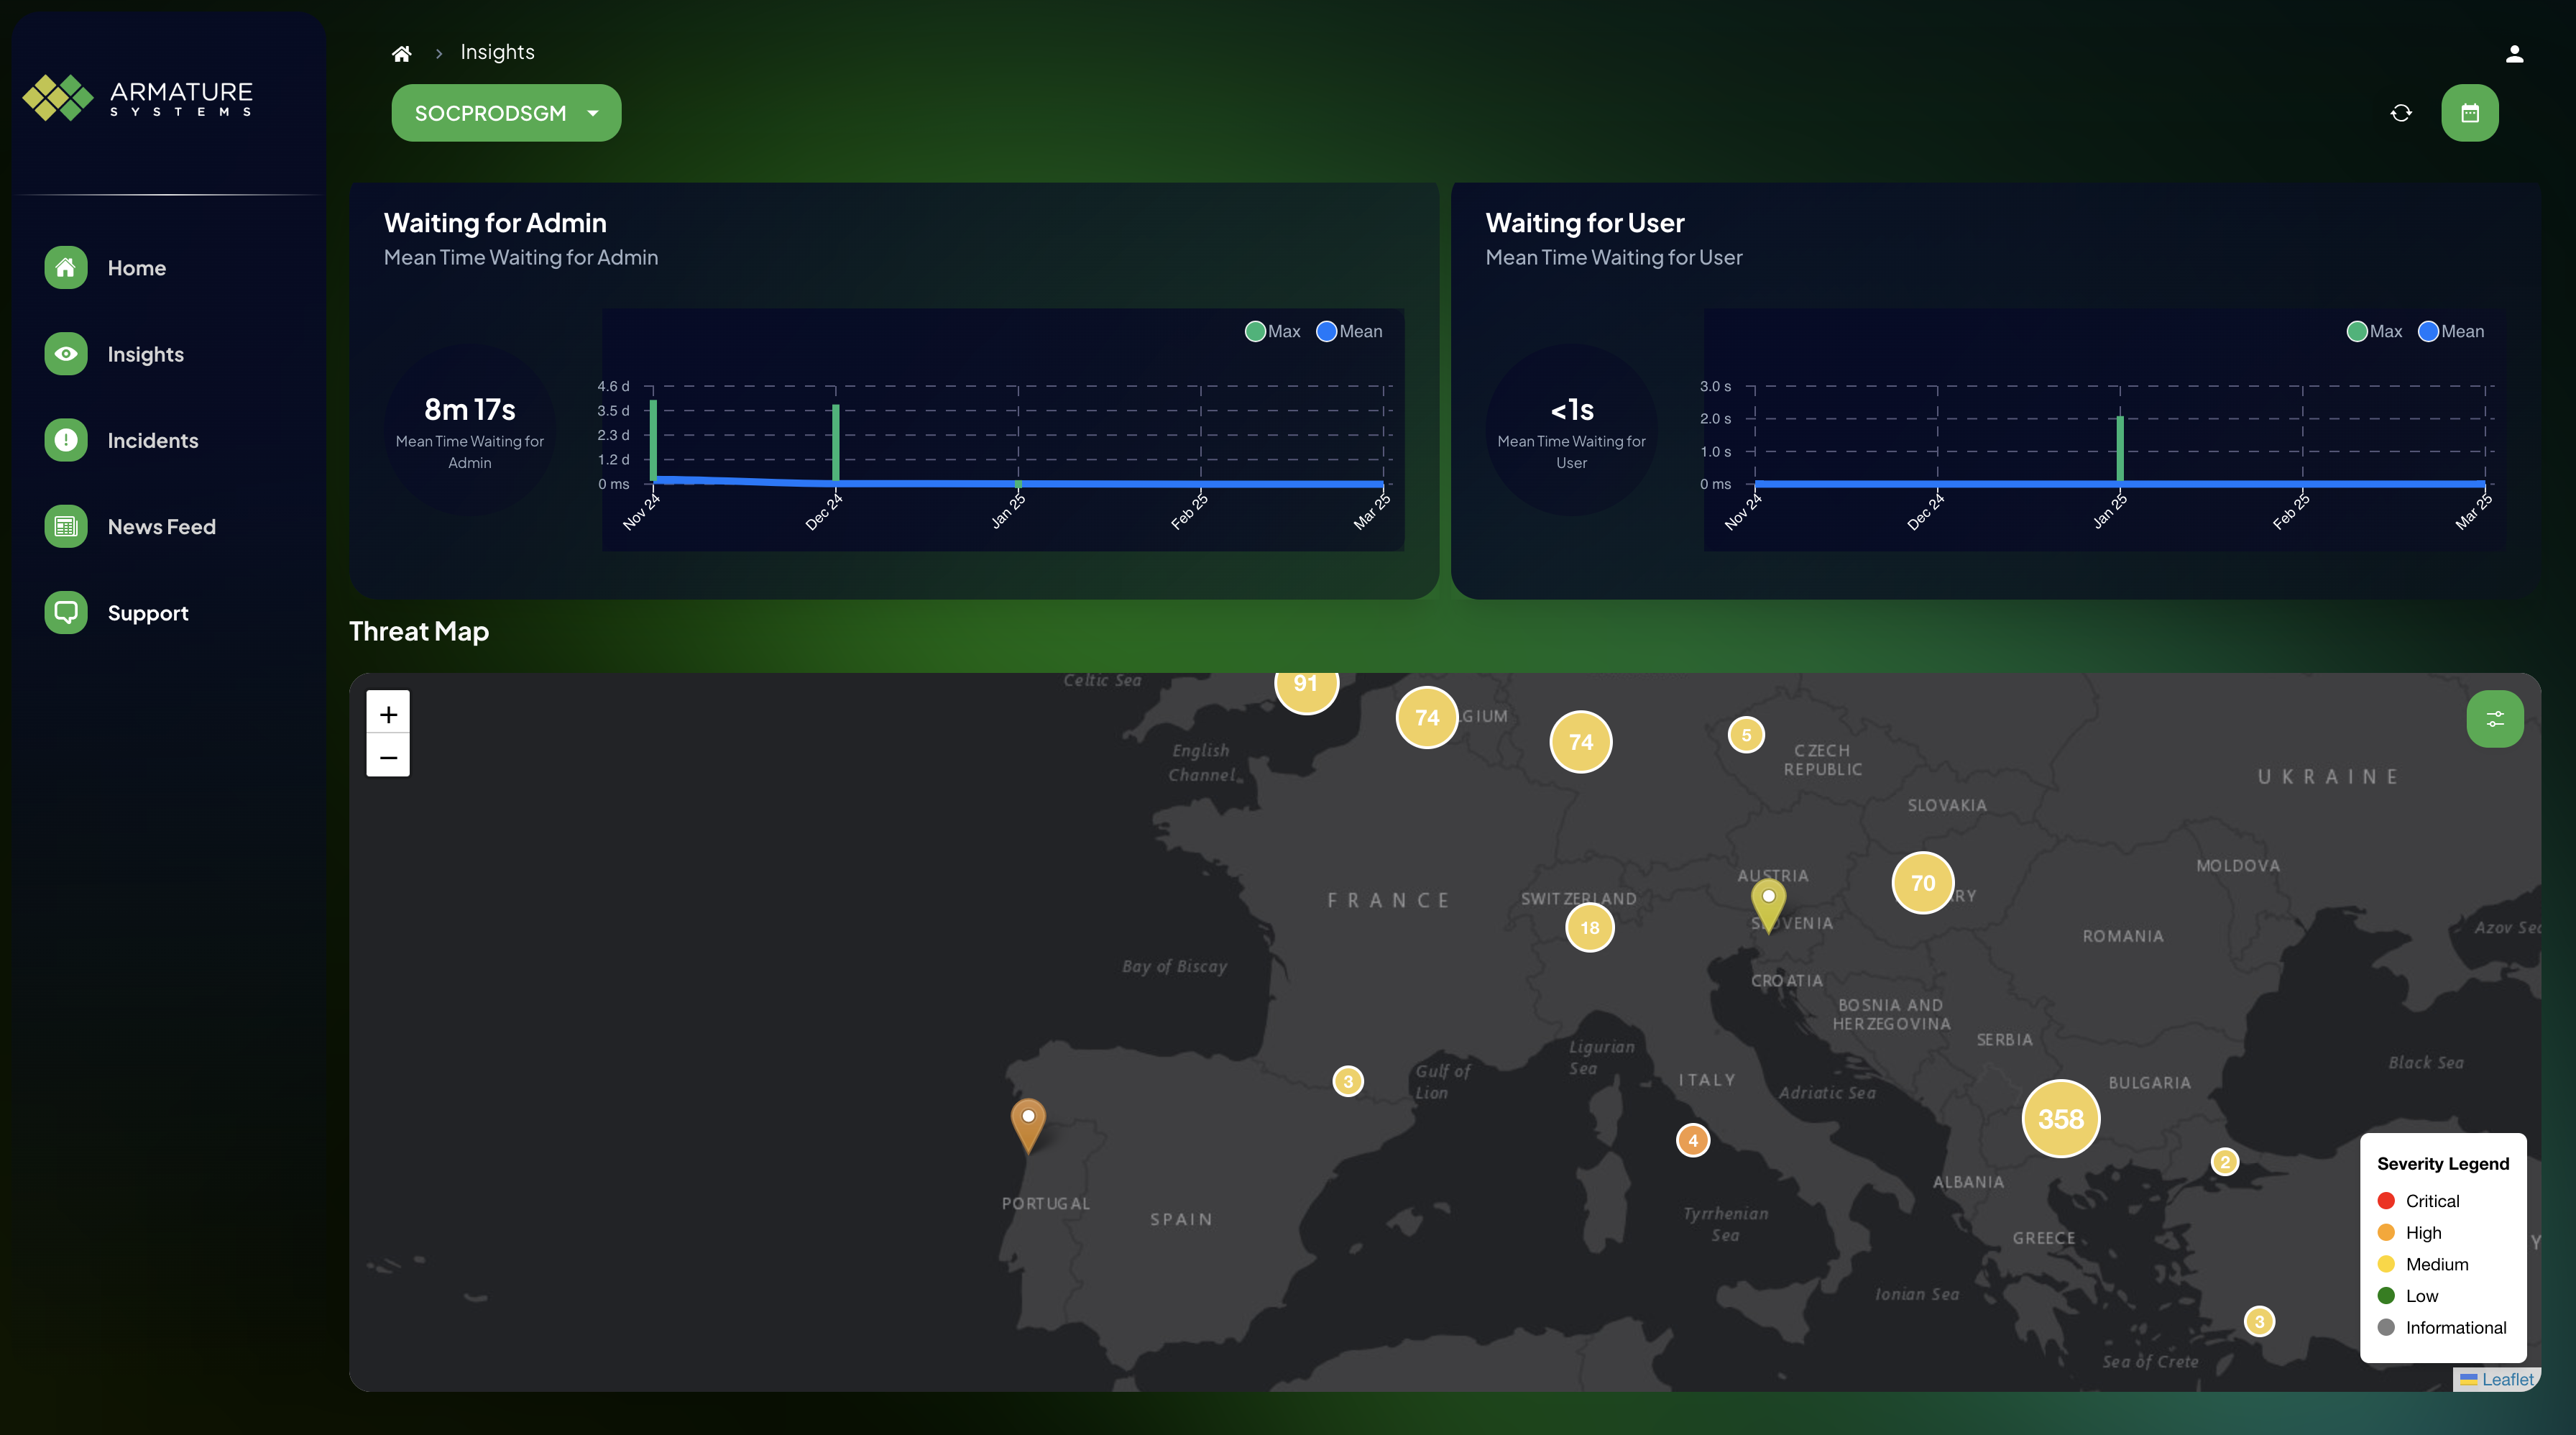 ARMATURE
SYSTEMS
Insights
SOCPRODSGM
Home
Insights
Incidents
News Feed
Support
Waiting for Admin
Mean Time Waiting for Admin
8m 17s
Mean Time Waiting for
Admin
Max Mean
4.6 d
3.5 d
2.3 d
1.2 d
0 ms
Nov 24 Dec 24 Jan 25 Feb 25 Mar 25
Waiting for User
Mean Time Waiting for User
<1s
Mean Time Waiting for
User
Max Mean
3.0 s
2.0 s
1.0 s
0 ms
Nov 24 Dec 24 Jan 25 Feb 25 Mar 25
Threat Map
+
−
Celtic Sea
91
74
LGIUM
74
5
English
Channel
CZECH
REPUBLIC
UKRAINE
SLOVAKIA
MOLDOVA
AUSTRIA
70
RY
FRANCE
SWITZERLAND
18
SLOVENIA
ROMANIA
Azov Sea
Bay of Biscay
CROATIA
BOSNIA AND
HERZEGOVINA
SERBIA
Ligurian
Sea
Black Sea
Gulf of
Lion
3
ITALY
Adriatic Sea
BULGARIA
358
4
2
ALBANIA
PORTUGAL
SPAIN
Tyrrhenian
Sea
GREECE
Y
Ionian Sea
3
Sea of Crete
Severity Legend
Critical
High
Medium
Low
Informational
Leaflet